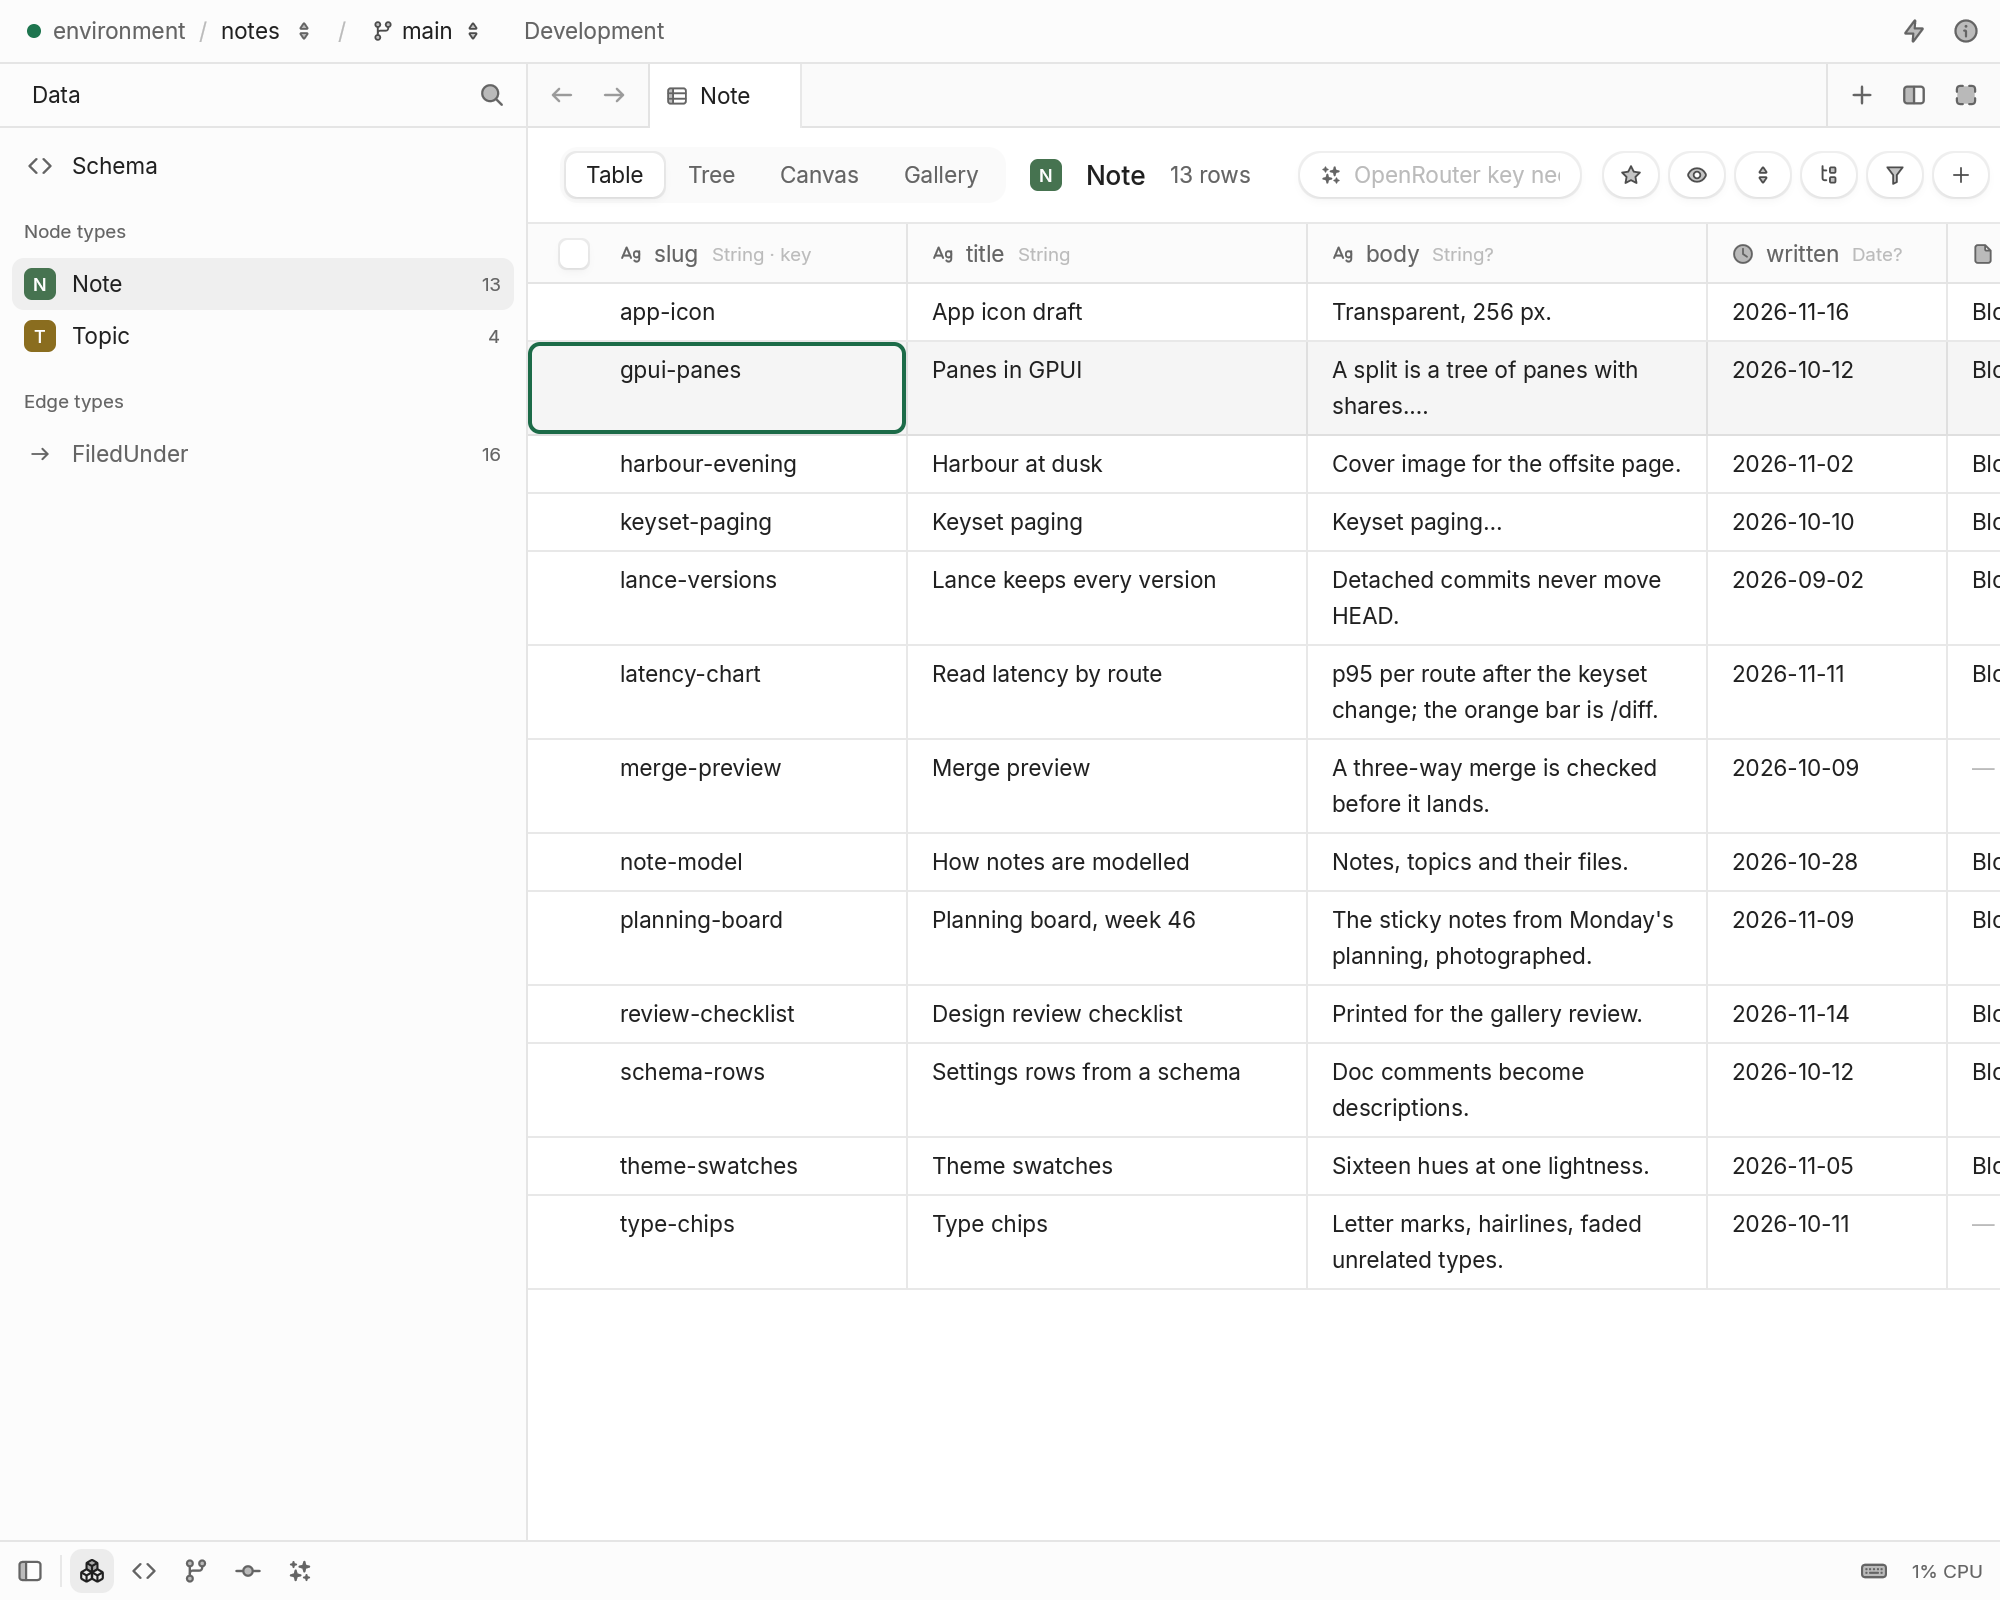 environment / notes / main Development
Data
Note
Schema
Table Tree Canvas Gallery N Note 13 rows OpenRouter key
Node types
N Note 13
T Topic 4
Edge types
FiledUnder 16
slug String · key title String body String? written Date?
app-icon App icon draft Transparent, 256 px. 2026-11-16
gpui-panes Panes in GPUI A split is a tree of panes with 2026-10-12
shares....
harbour-evening Harbour at dusk Cover image for the offsite page. 2026-11-02
keyset-paging Keyset paging Keyset paging... 2026-10-10
lance-versions Lance keeps every version Detached commits never move 2026-09-02
HEAD.
latency-chart Read latency by route p95 per route after the keyset 2026-11-11
change; the orange bar is /diff.
merge-preview Merge preview A three-way merge is checked 2026-10-09 —
before it lands.
note-model How notes are modelled Notes, topics and their files. 2026-10-28
planning-board Planning board, week 46 The sticky notes from Monday's 2026-11-09
planning, photographed.
review-checklist Design review checklist Printed for the gallery review. 2026-11-14
schema-rows Settings rows from a schema Doc comments become 2026-10-12
descriptions.
theme-swatches Theme swatches Sixteen hues at one lightness. 2026-11-05
type-chips Type chips Letter marks, hairlines, faded 2026-10-11 —
unrelated types.
1% CPU